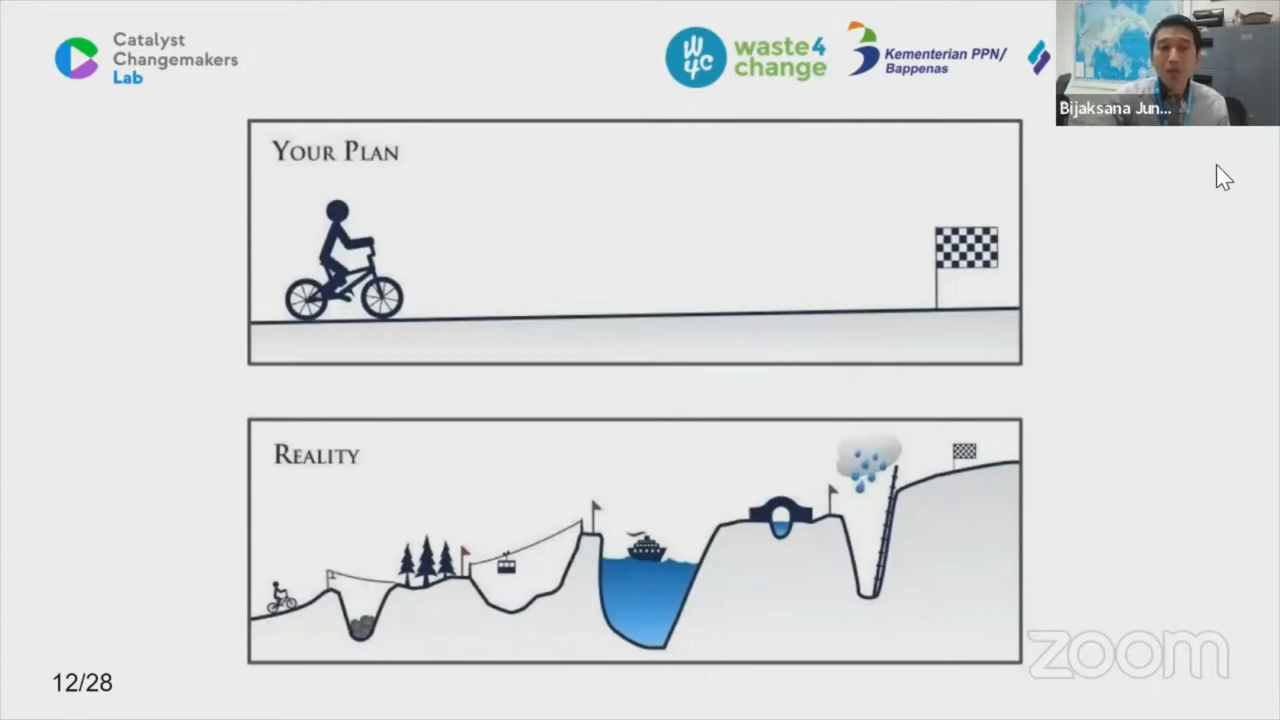 Catalyst
Changemakers
Lab
waste4
change
Kementerian PPN/
Bappenas
Bijaksana Jun...
YOUR PLAN
REALITY
12/28
zoom